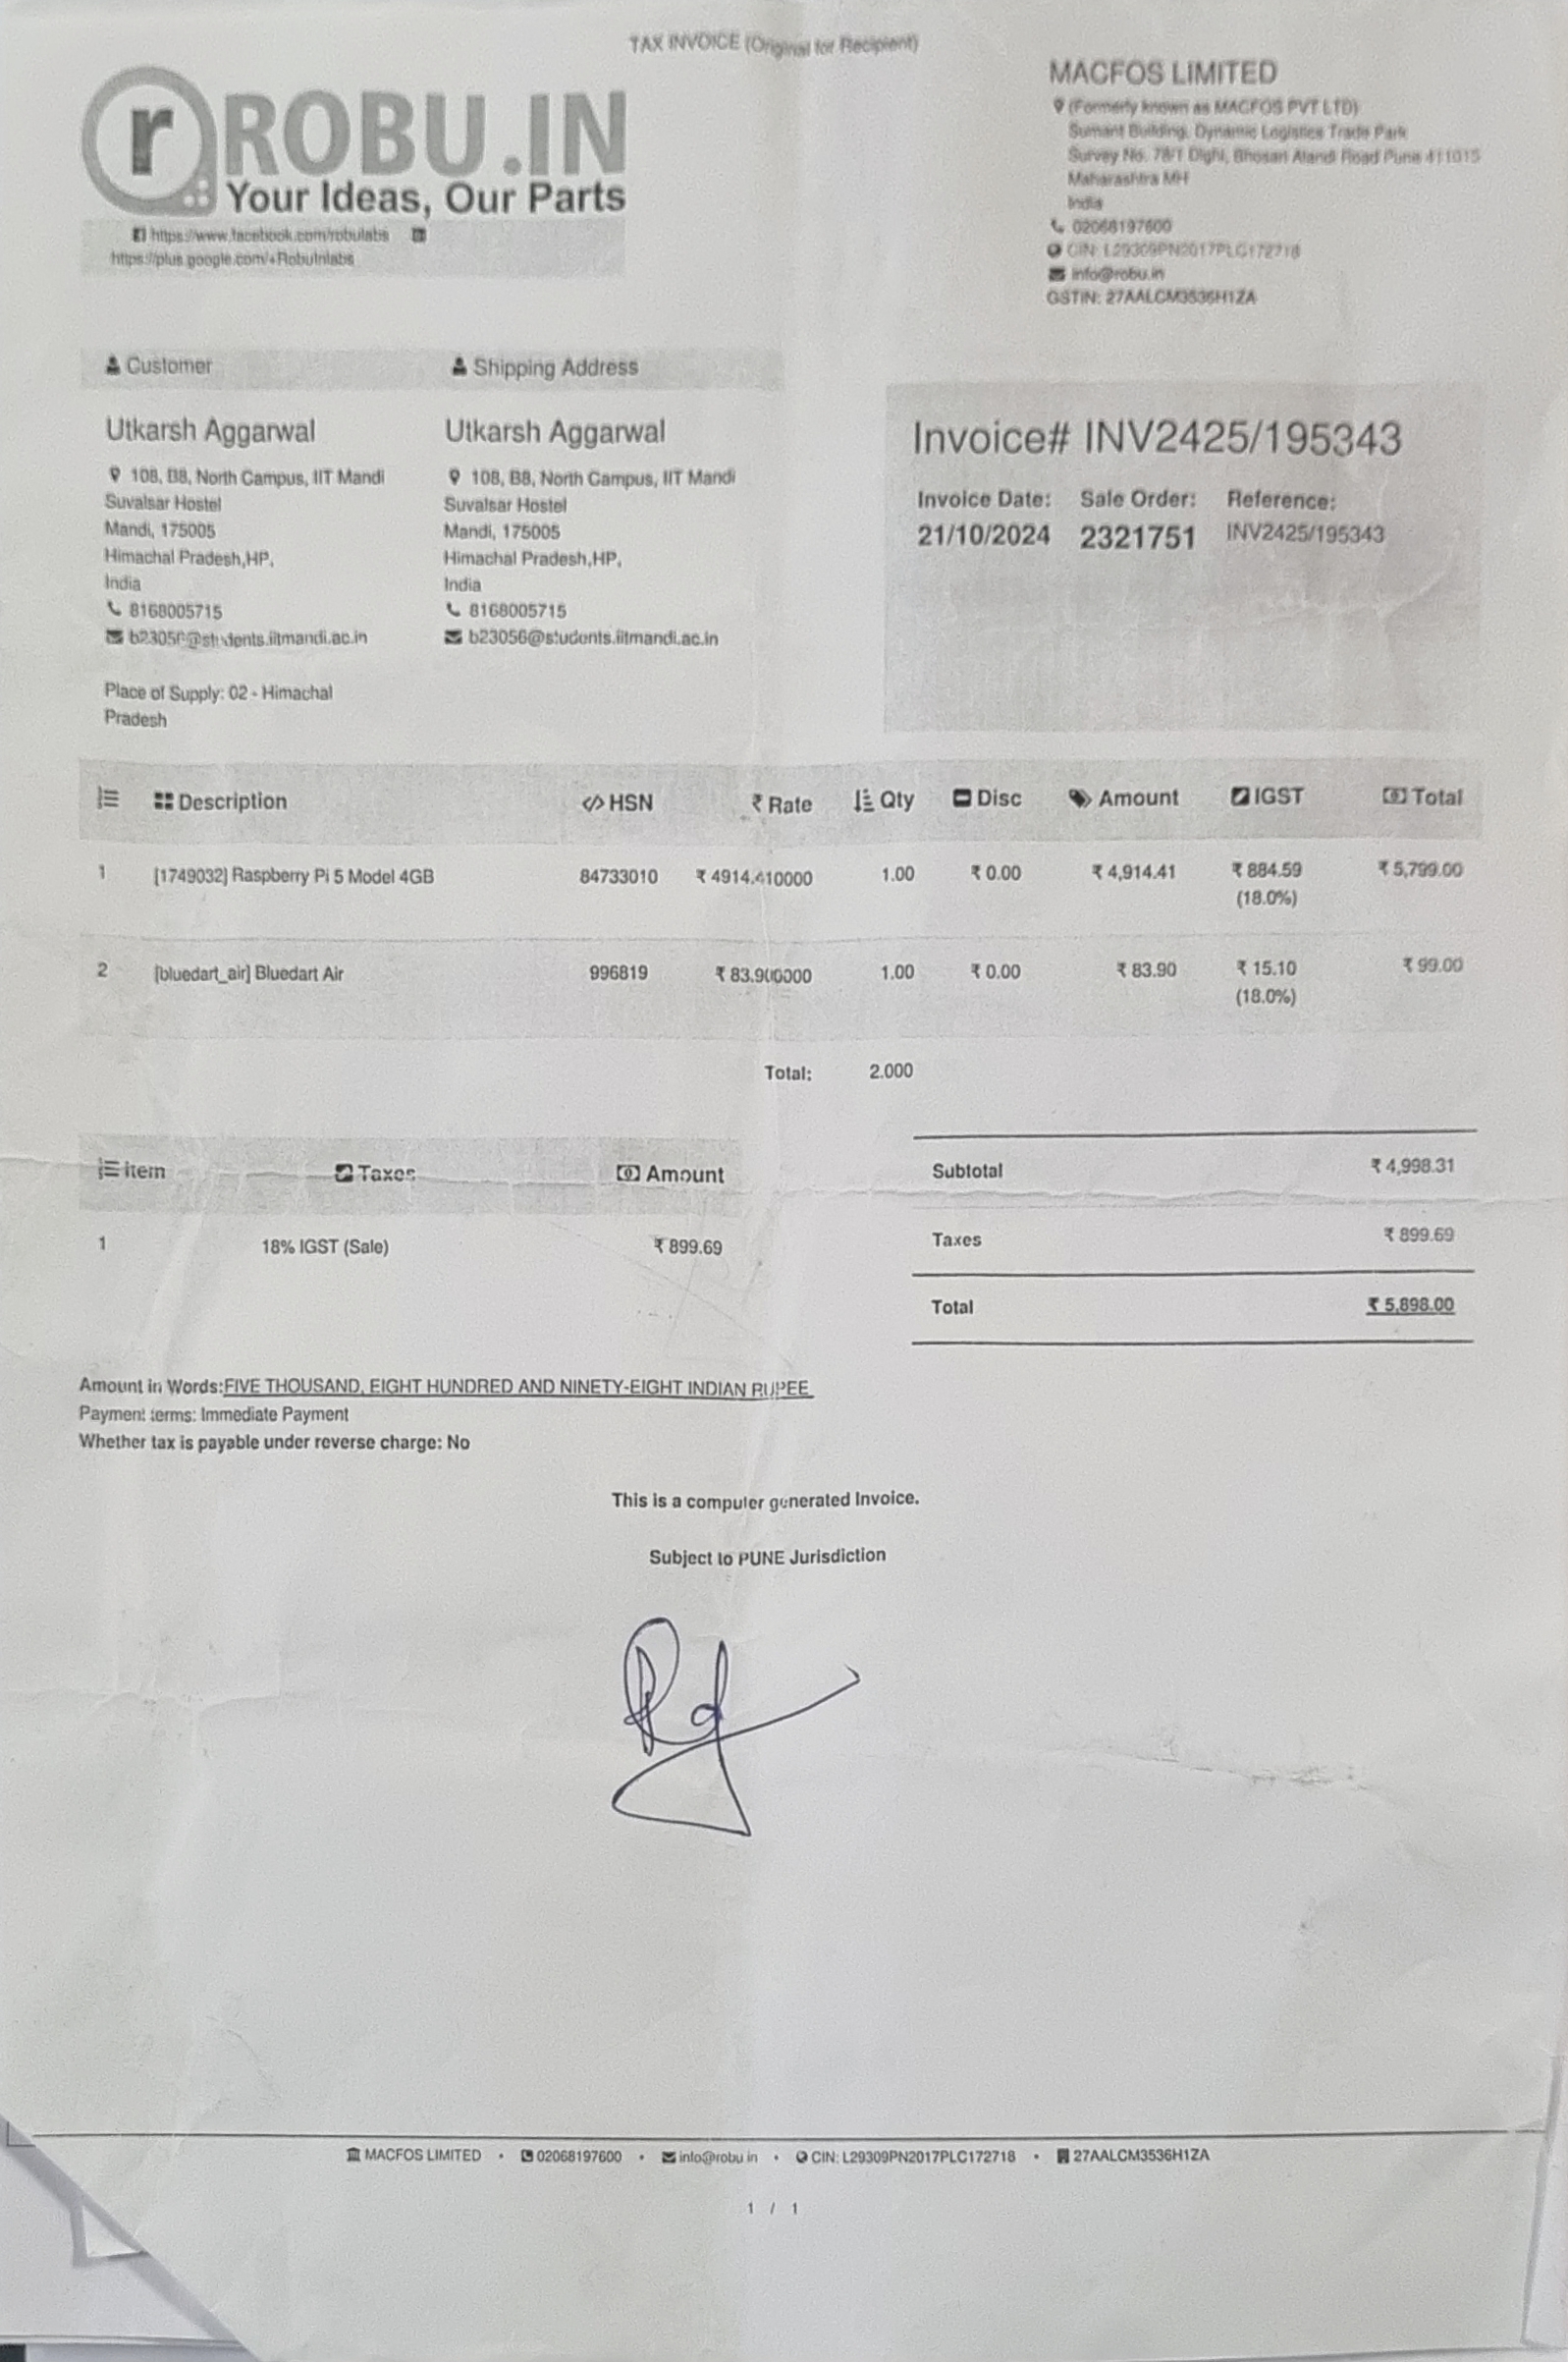 TAX INVOICE (Original for Recipient)
r ROBU.IN
Your Ideas, Our Parts
https://www.facebook.com/robulabs
https://plus.google.com/+RobuInlabs
MACFOS LIMITED
(Formerly known as MACFOS PVT LTD)
Sumant Building, Dynamic Logistics Trade Park
Survey No. 78/1 Dighi, Bhosari Alandi Road Pune 411015
Maharashtra MH
India
02068197600
CIN: L29309PN2017PLC172718
info@robu.in
GSTIN: 27AALCM3536H1ZA
Customer
Utkarsh Aggarwal
108, B8, North Campus, IIT Mandi
Suvalsar Hostel
Mandi, 175005
Himachal Pradesh,HP,
India
8168005715
b23056@students.iitmandi.ac.in
Place of Supply: 02 - Himachal
Pradesh
Shipping Address
Utkarsh Aggarwal
108, B8, North Campus, IIT Mandi
Suvalsar Hostel
Mandi, 175005
Himachal Pradesh,HP,
India
8168005715
b23056@students.iitmandi.ac.in
Invoice# INV2425/195343
Invoice Date: Sale Order: Reference:
21/10/2024 2321751 INV2425/195343
Description HSN ₹ Rate Qty Disc Amount IGST Total
1 [1749032] Raspberry Pi 5 Model 4GB 84733010 ₹ 4914.410000 1.00 ₹ 0.00 ₹ 4,914.41 ₹ 884.59 ₹ 5,799.00
(18.0%)
2 [bluedart_air] Bluedart Air 996819 ₹ 83.900000 1.00 ₹ 0.00 ₹ 83.90 ₹ 15.10 ₹ 99.00
(18.0%)
Total: 2.000
Item Taxes Amount
1 18% IGST (Sale) ₹ 899.69
Subtotal ₹ 4,998.31
Taxes ₹ 899.69
Total ₹ 5,898.00
Amount in Words:FIVE THOUSAND, EIGHT HUNDRED AND NINETY-EIGHT INDIAN RUPEE
Payment terms: Immediate Payment
Whether tax is payable under reverse charge: No
This is a computer generated Invoice.
Subject to PUNE Jurisdiction
MACFOS LIMITED • 02068197600 • info@robu.in • CIN: L29309PN2017PLC172718 • 27AALCM3536H1ZA
1 / 1